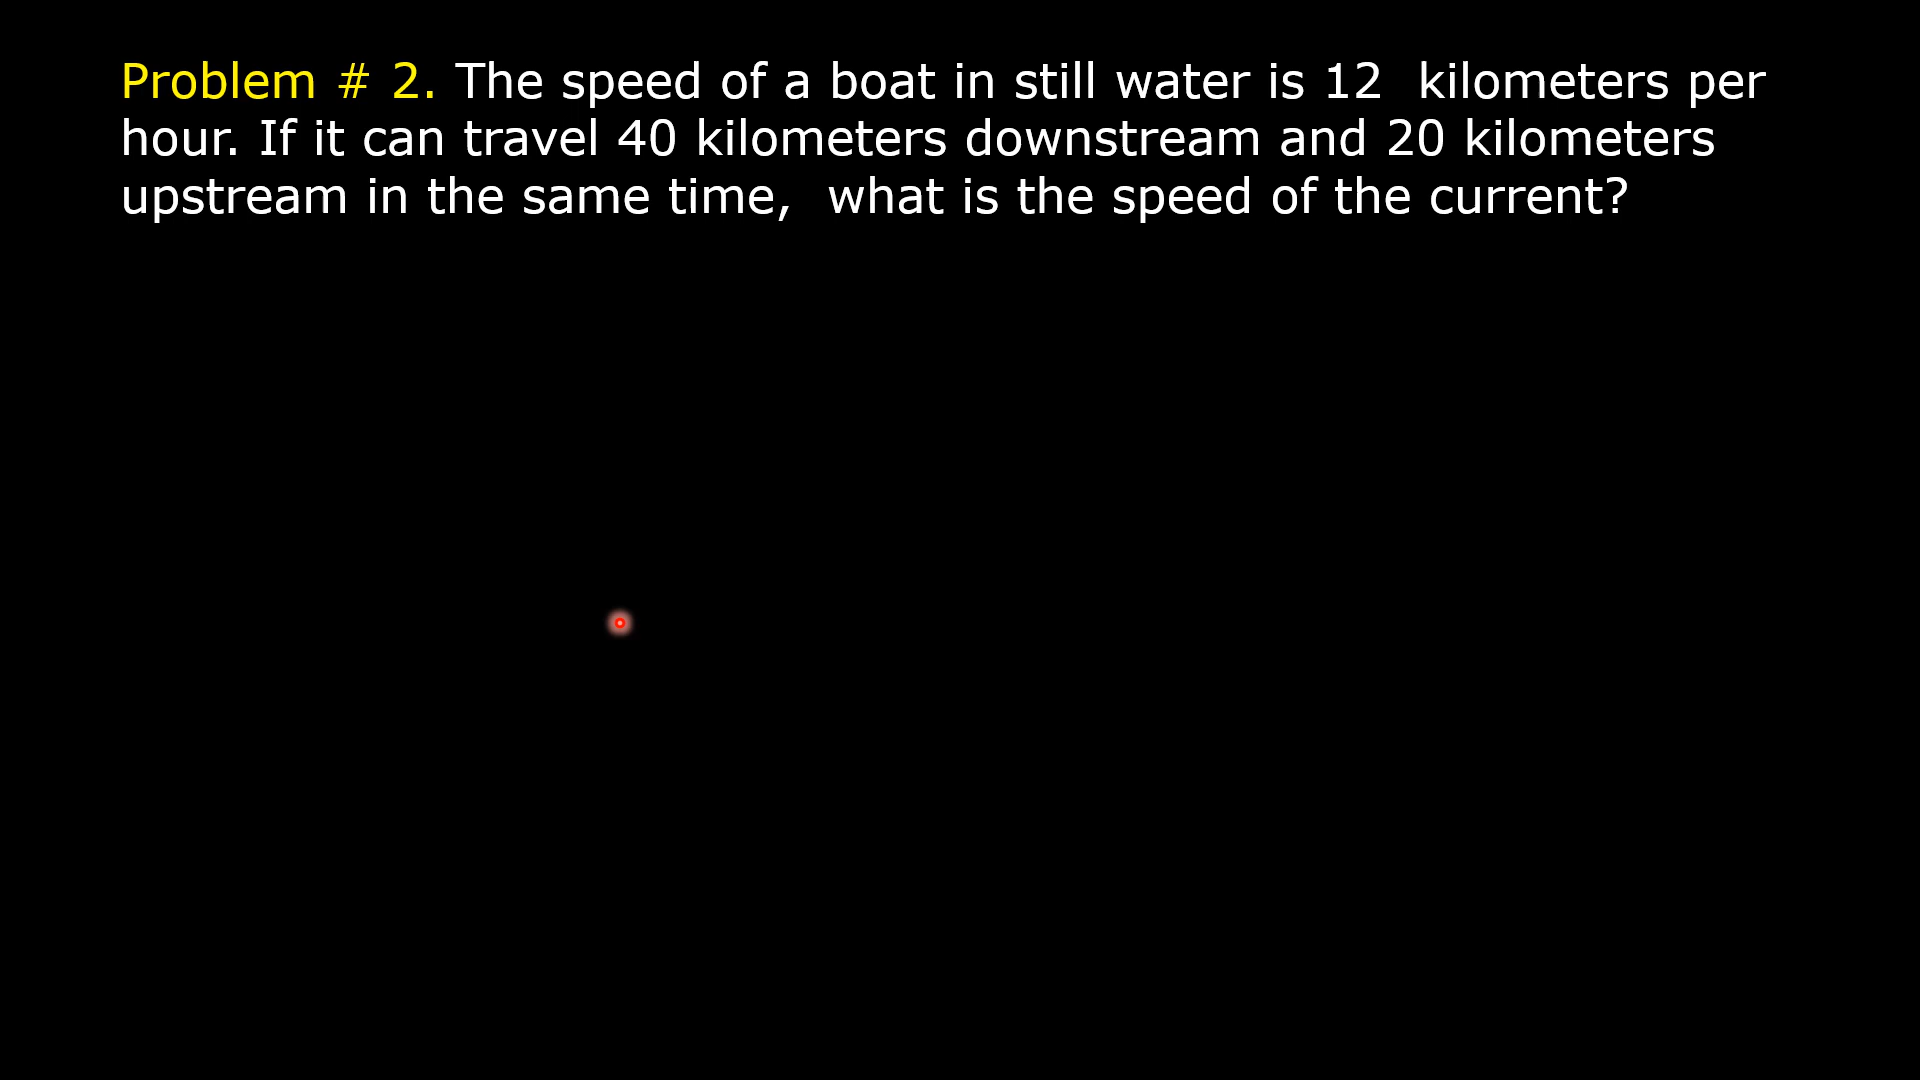 Problem # 2. The speed of a boat in still water is 12  kilometers per
hour. If it can travel 40 kilometers downstream and 20 kilometers
upstream in the same time,  what is the speed of the current?